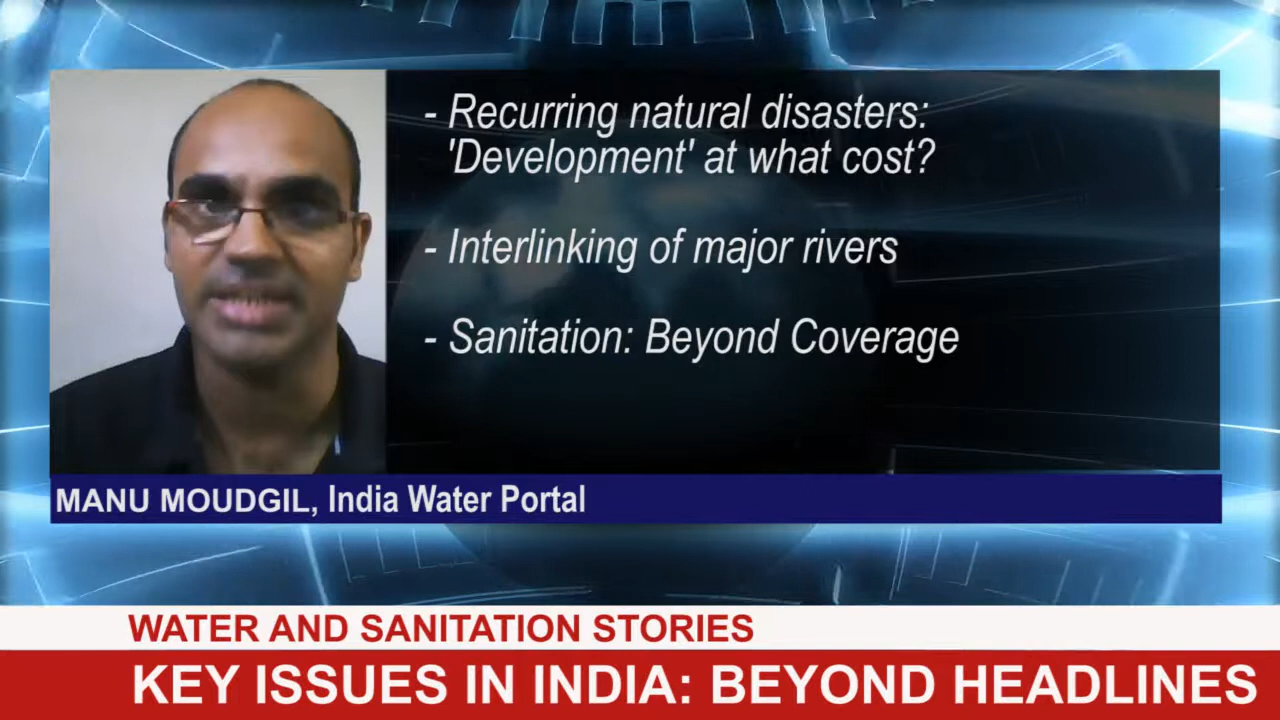 - Recurring natural disasters:
'Development' at what cost?
- Interlinking of major rivers
- Sanitation: Beyond Coverage
MANU MOUDGIL, India Water Portal
WATER AND SANITATION STORIES
KEY ISSUES IN INDIA: BEYOND HEADLINES